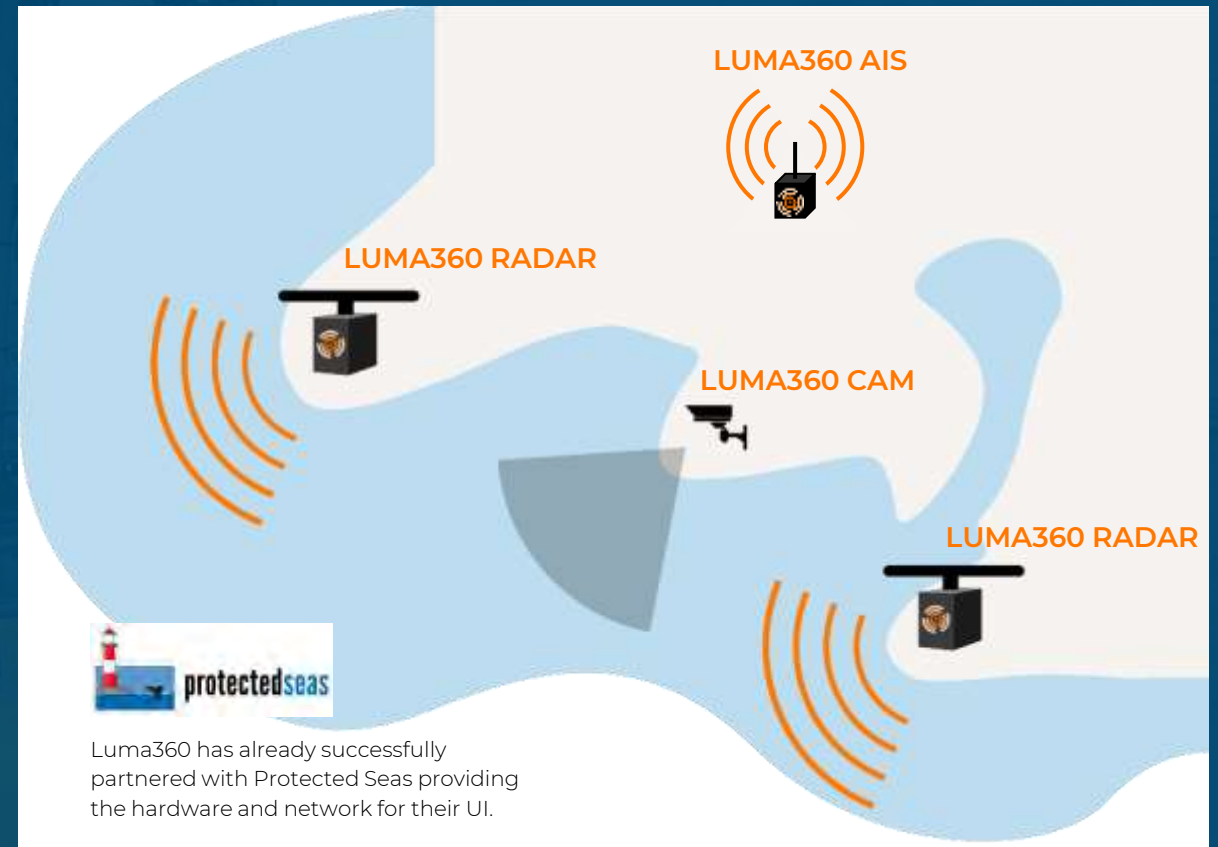 LUMA360 AIS
LUMA360 RADAR
LUMA360 CAM
LUMA360 RADAR
protectedseas
Luma360 has already successfully
partnered with Protected Seas providing
the hardware and network for their UI.